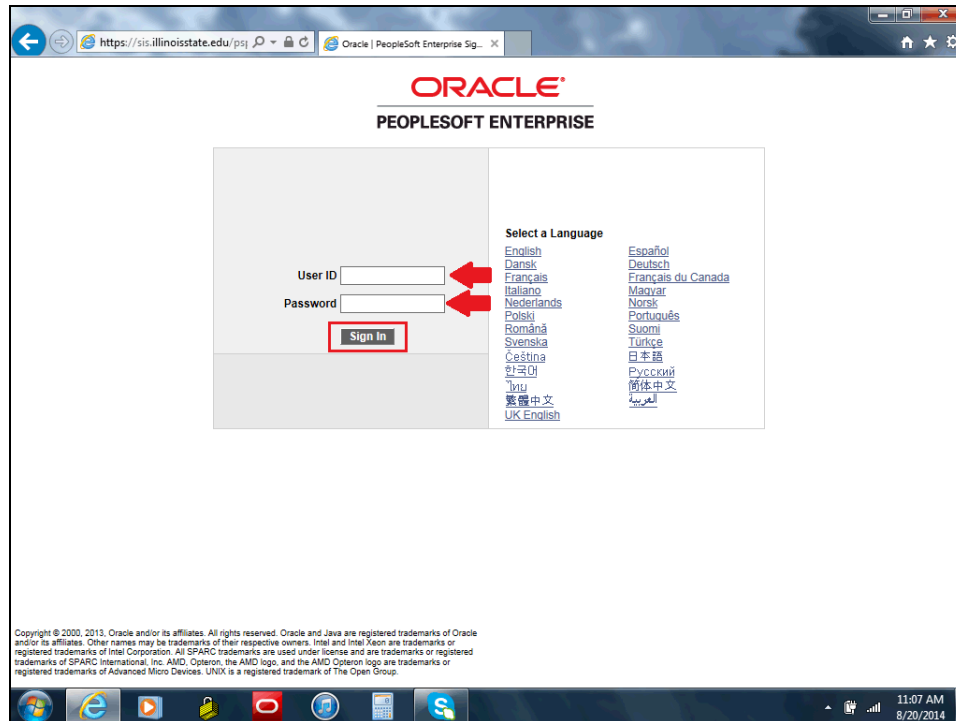 https://sis.illinoisstate.edu/psp
Oracle | PeopleSoft Enterprise Sig...
ORACLE®
PEOPLESOFT ENTERPRISE
Select a Language
English Español
Dansk Deutsch
Français Français du Canada
Italiano Magyar
Nederlands Norsk
Polski Português
Română Suomi
Svenska Türkçe
Čeština 日本語
한국어 Русский
ไทย 简体中文
繁體中文 العربية
UK English
User ID
Password
Sign In
Copyright © 2000, 2013, Oracle and/or its affiliates. All rights reserved. Oracle and Java are registered trademarks of Oracle
and/or its affiliates. Other names may be trademarks of their respective owners. Intel and Intel Xeon are trademarks or
registered trademarks of Intel Corporation. All SPARC trademarks are used under license and are trademarks or registered
trademarks of SPARC International, Inc. AMD, Opteron, the AMD logo, and the AMD Opteron logo are trademarks or
registered trademarks of Advanced Micro Devices. UNIX is a registered trademark of The Open Group.
11:07 AM
8/20/2014